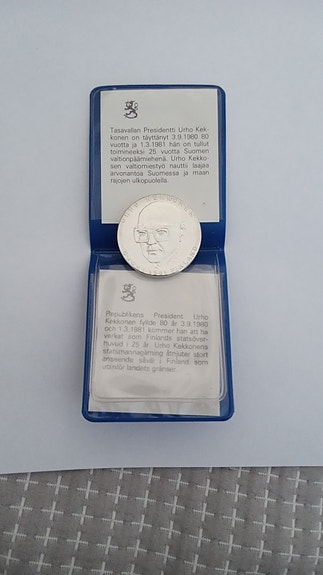 Tasavallan Presidentti Urho Kek-
konen on täyttänyt 3.9.1980 80
vuotta ja 1.3.1981 hän on tullut
toimineeksi 25 vuotta Suomen
valtionpäämiehenä. Urho Kekko-
sen valtiomiestyö nauttii laajaa
arvonantoa Suomessa ja maan
rajojen ulkopuolella.
Republikens President Urho
Kekkonen fyllde 80 år 3.9.1980
och 1.3.1981 kommer han att ha
verkat som Finlands statsöver-
huvud i 25 år. Urho Kekkonens
statsmannagärning åtnjuter stort
anseende såväl i Finland som
utomför landets gränser.